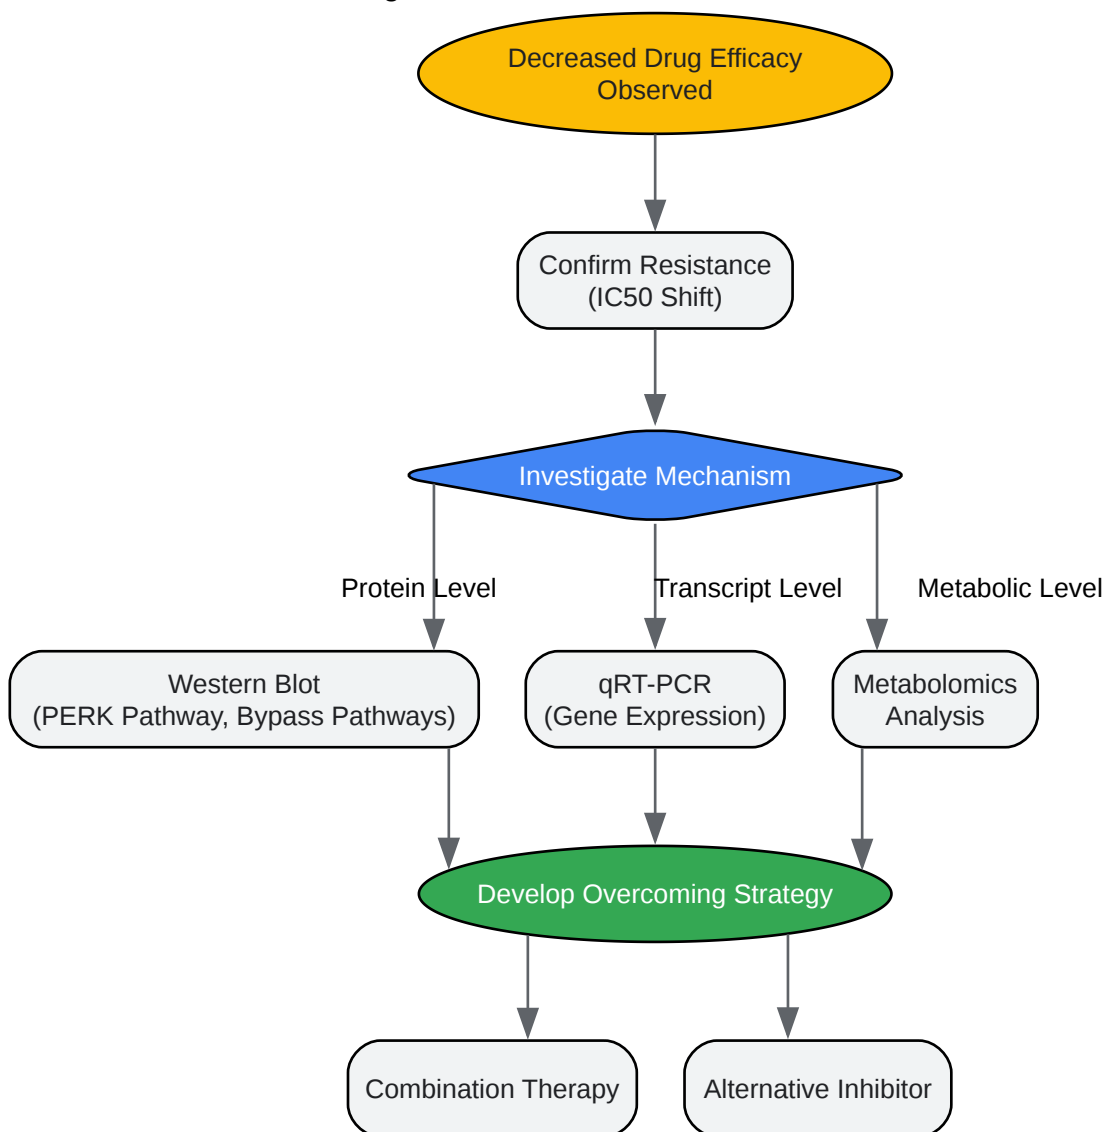 Decreased Drug Efficacy
Observed
Confirm Resistance
(IC50 Shift)
Investigate Mechanism
Protein Level
Transcript Level
Metabolic Level
Western Blot
(PERK Pathway, Bypass Pathways)
qRT-PCR
(Gene Expression)
Metabolomics
Analysis
Develop Overcoming Strategy
Combination Therapy
Alternative Inhibitor